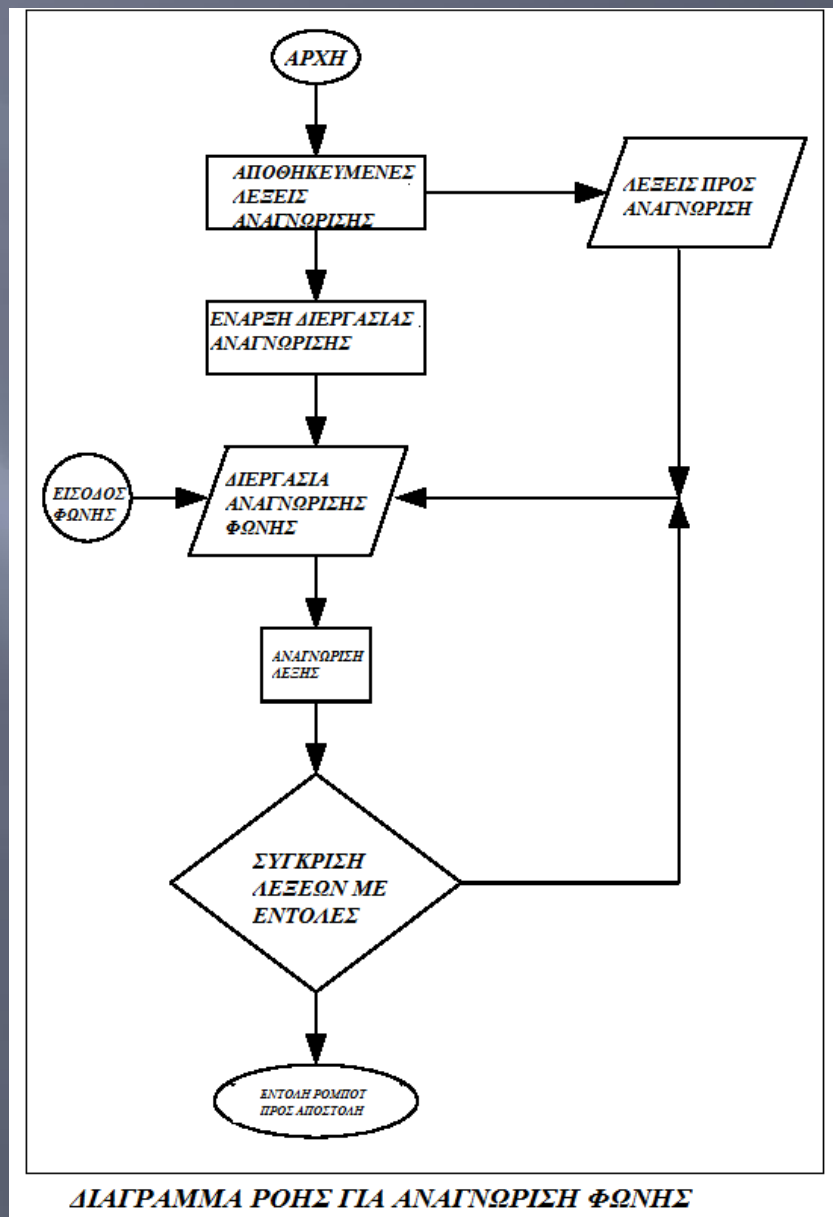 ΑΡΧΗ
ΑΠΟΘΗΚΕΥΜΕΝΕΣ
ΛΕΞΕΙΣ
ΑΝΑΓΝΩΡΙΣΗΣ
ΛΕΞΕΙΣ ΠΡΟΣ
ΑΝΑΓΝΩΡΙΣΗ
ΕΝΑΡΞΗ ΔΙΕΡΓΑΣΙΑΣ .
ΑΝΑΓΝΩΡΙΣΗΣ
ΕΙΣΟΔΟΣ
ΦΩΝΗΣ
ΔΙΕΡΓΑΣΙΑ
ΑΝΑΓΝΩΡΙΣΗΣ
ΦΩΝΗΣ
ΑΝΑΓΝΩΡΙΣΗ
ΛΕΞΗΣ
ΣΥΓΚΡΙΣΗ
ΛΕΞΕΩΝ ΜΕ
ΕΝΤΟΛΕΣ
ΕΝΤΟΛΗ ΡΟΜΠΟΤ
ΠΡΟΣ ΑΠΟΣΤΟΛΗ
ΔΙΑΓΡΑΜΜΑ ΡΟΗΣ ΓΙΑ ΑΝΑΓΝΩΡΙΣΗ ΦΩΝΗΣ